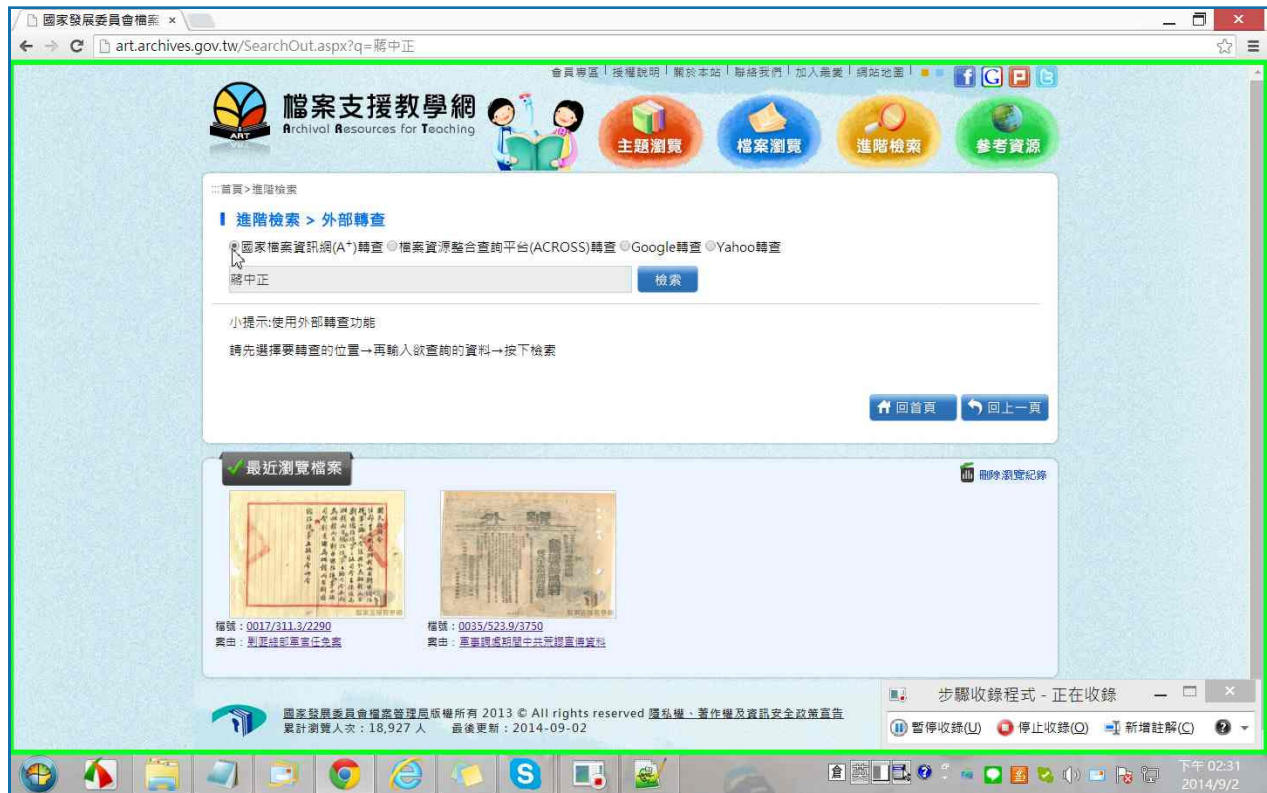 國家發展委員會檔案
art.archives.gov.tw/SearchOut.aspx?q=蔣中正
會員專區 | 授權說明 | 關於本站 | 聯絡我們 | 加入最愛 | 網站地圖 |
檔案支援教學網
Archival Resources for Teaching
ART
主題瀏覽
檔案瀏覽
進階檢索
參考資源
:::首頁>進階檢索
進階檢索 > 外部轉查
國家檔案資訊網(A⁺)轉查 檔案資源整合查詢平台(ACROSS)轉查 Google轉查 Yahoo轉查
蔣中正
檢索
小提示:使用外部轉查功能
請先選擇要轉查的位置→再輸入欲查詢的資料→按下檢索
回首頁
回上一頁
最近瀏覽檔案
刪除瀏覽紀錄
號外
檔號：0017/311.3/2290
案由：剿匪總部軍官任免案
檔號：0035/523.9/3750
案由：軍事調處期間中共荒謬宣傳資料
步驟收錄程式 - 正在收錄
暫停收錄(U) 停止收錄(O) 新增註解(C)
國家發展委員會檔案管理局版權所有 2013 © All rights reserved 隱私權、著作權及資訊安全政策宣告
累計瀏覽人次：18,927 人 最後更新：2014-09-02
倉 英
下午 02:31
2014/9/2